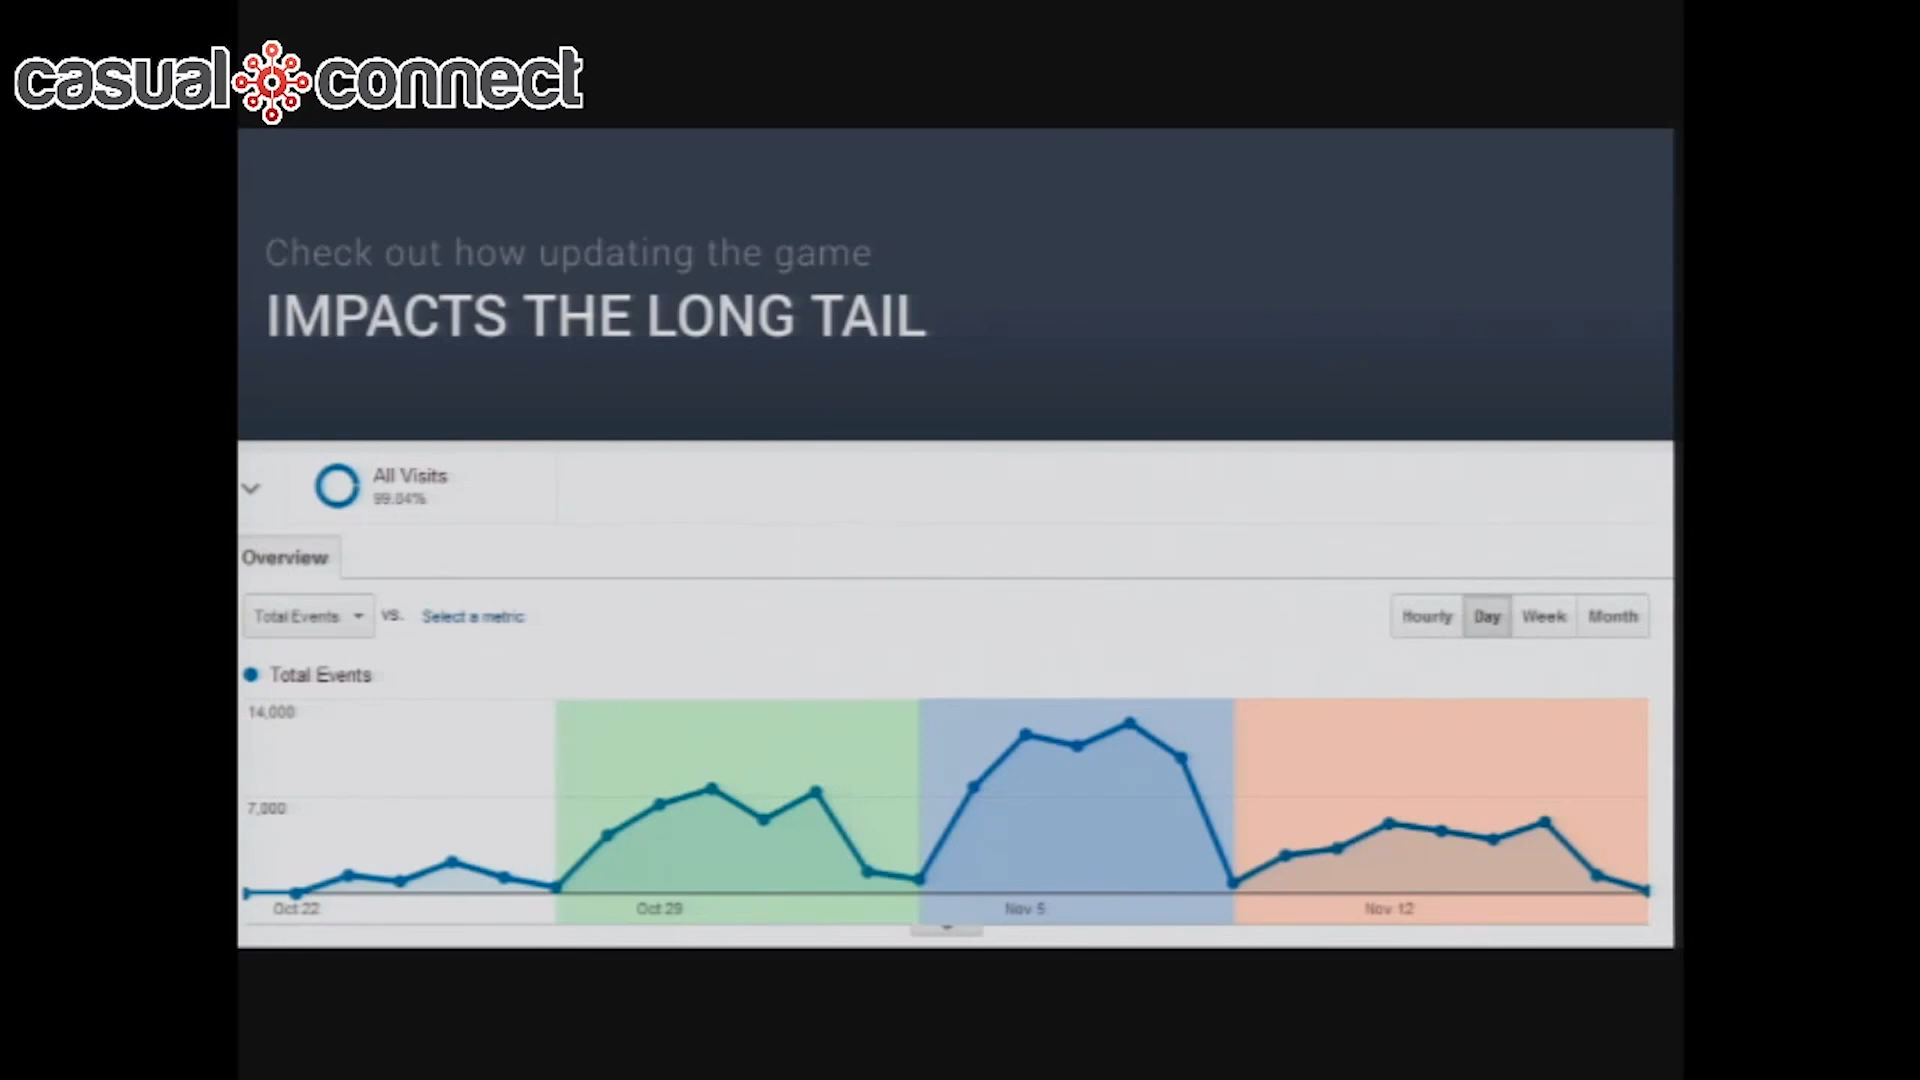 casual connect
Check out how updating the game
IMPACTS THE LONG TAIL
All Visits
99.84%
Overview
Total Events vs. Select a metric
Hourly Day Week Month
Total Events
14,000
7,000
Oct 22 Oct 29 Nov 5 Nov 12